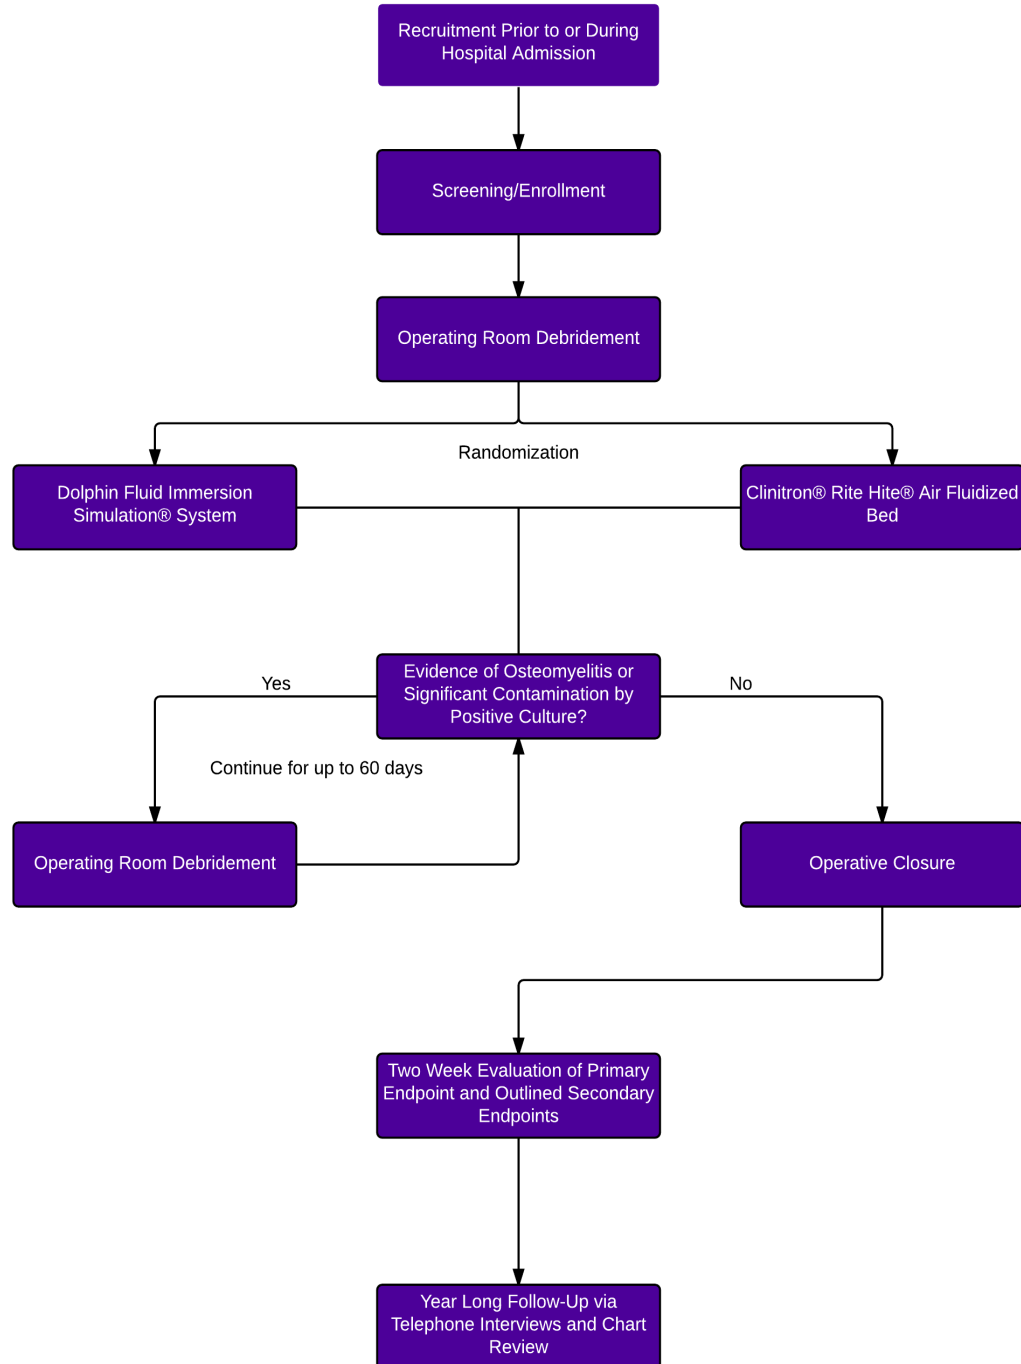 Recruitment Prior to or During
Hospital Admission
Screening/Enrollment
Operating Room Debridement
Randomization
Dolphin Fluid Immersion
Simulation® System
Clinitron® Rite Hite® Air Fluidized
Bed
Evidence of Osteomyelitis or
Significant Contamination by
Positive Culture?
Yes
No
Continue for up to 60 days
Operating Room Debridement
Operative Closure
Two Week Evaluation of Primary
Endpoint and Outlined Secondary
Endpoints
Year Long Follow-Up via
Telephone Interviews and Chart
Review